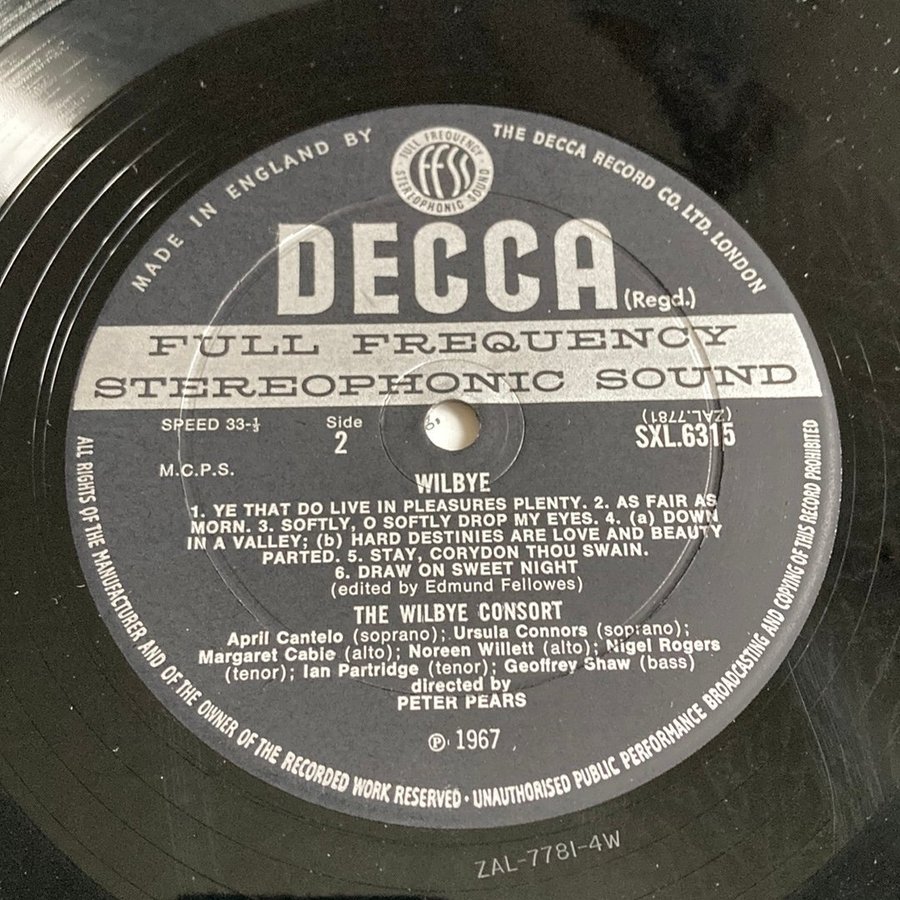 MADE IN ENGLAND BY
THE DECCA RECORD CO. LTD. LONDON
FULL FREQUENCY
FFSS
STEREOPHONIC SOUND
DECCA (Regd.)
FULL FREQUENCY
STEREOPHONIC SOUND
SPEED 33-⅓
Side
2
(ZAL.7781)
SXL.6315
M.C.P.S.
WILBYE
1. YE THAT DO LIVE IN PLEASURES PLENTY. 2. AS FAIR AS
MORN. 3. SOFTLY, O SOFTLY DROP MY EYES. 4. (a) DOWN
IN A VALLEY; (b) HARD DESTINIES ARE LOVE AND BEAUTY
PARTED. 5. STAY, CORYDON THOU SWAIN.
6. DRAW ON SWEET NIGHT
(edited by Edmund Fellowes)
THE WILBYE CONSORT
April Cantelo (soprano); Ursula Connors (soprano);
Margaret Cable (alto); Noreen Willett (alto); Nigel Rogers
(tenor); Ian Partridge (tenor); Geoffrey Shaw (bass)
directed by
PETER PEARS
℗ 1967
ALL RIGHTS OF THE MANUFACTURER AND OF THE OWNER OF THE RECORDED WORK RESERVED · UNAUTHORISED PUBLIC PERFORMANCE BROADCASTING AND COPYING OF THIS RECORD PROHIBITED
ZAL-7781-4W